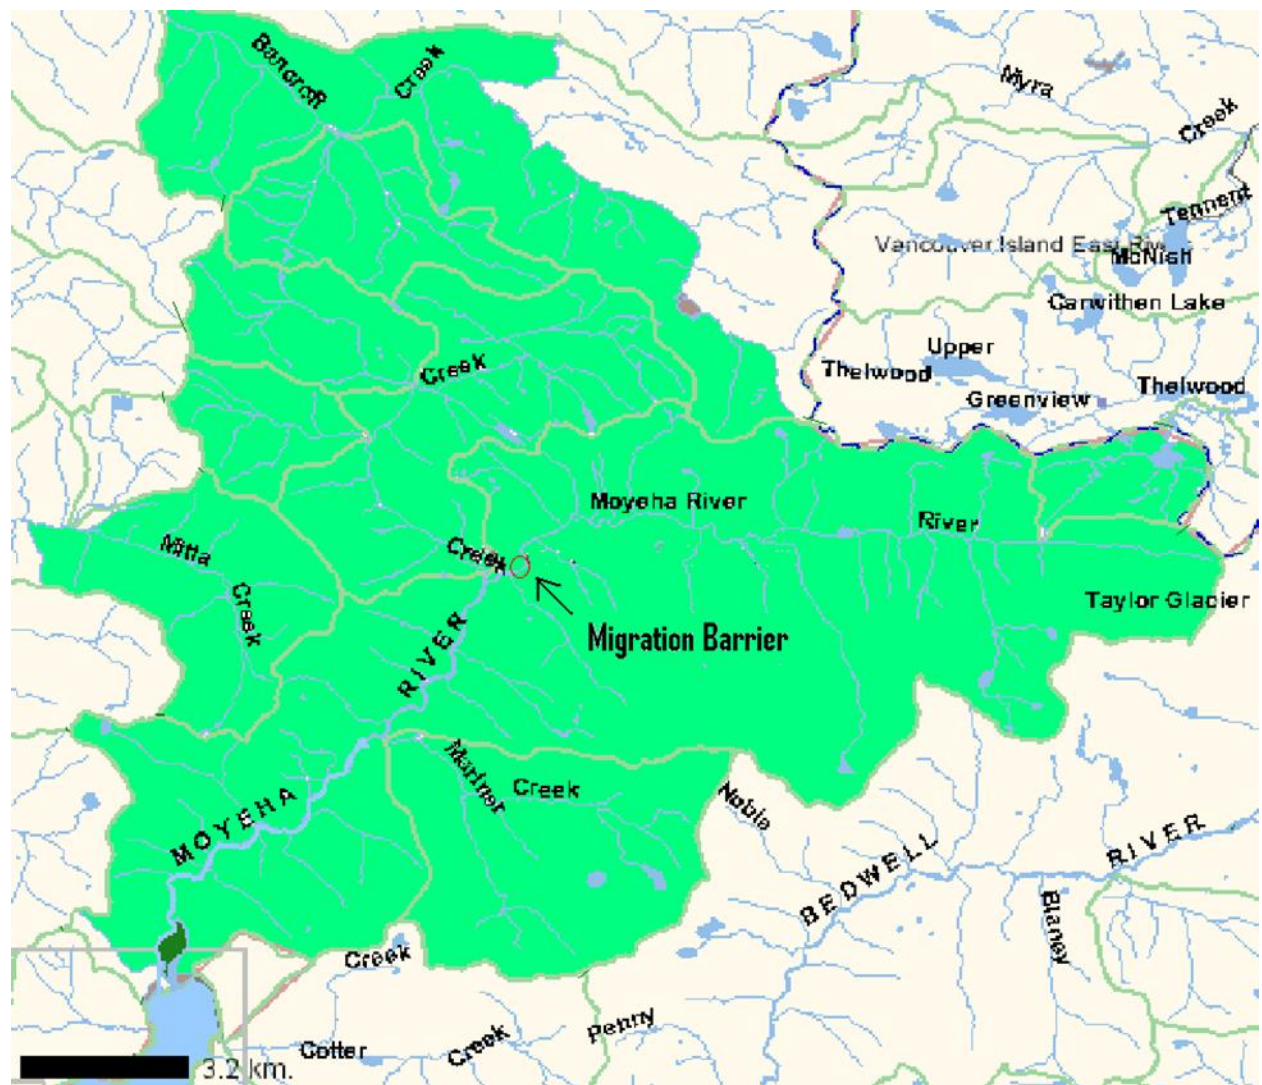 Bancroft
Creek
Myra
Creek
Tennent
Vancouver Island East Riv
McNish
Carwithen Lake
Upper
Thelwood
Thelwood
Greenview
Creek
Moyeha River
River
Mitta
Creek
Creek
Taylor Glacier
Migration Barrier
RIVER
Mariner
Creek
Noble
MOYEHA
BEDWELL
RIVER
Blaney
Creek
Penny
Creek
Cotter
3.2 km.